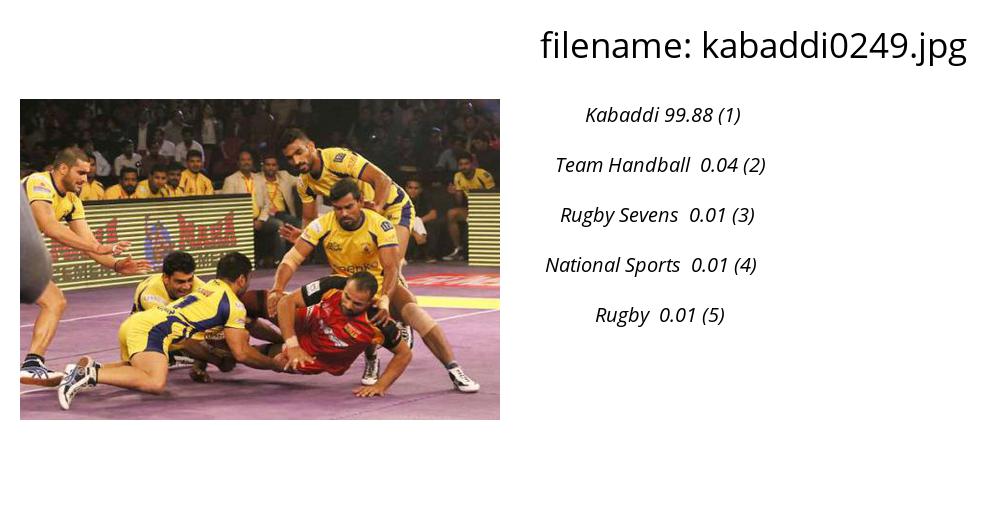 filename: kabaddi0249.jpg
Kabaddi 99.88 (1)
Team Handball 0.04 (2)
Rugby Sevens 0.01 (3)
National Sports 0.01 (4)
Rugby 0.01 (5)
NAKA